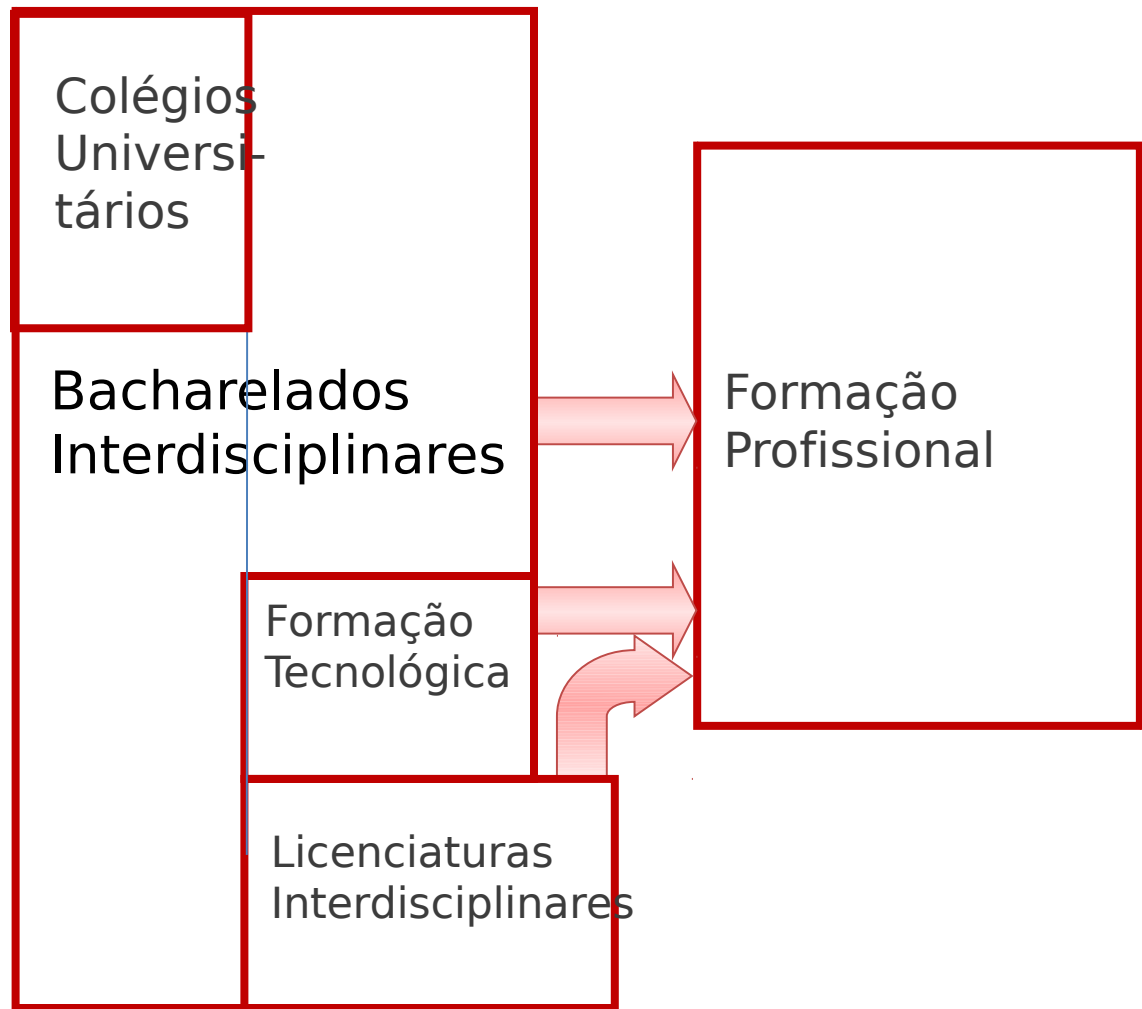 Colégios
Universi-
tários
Bacharelados
Interdisciplinares
Formação
Profissional
Formação
Tecnológica
Licenciaturas
Interdisciplinares